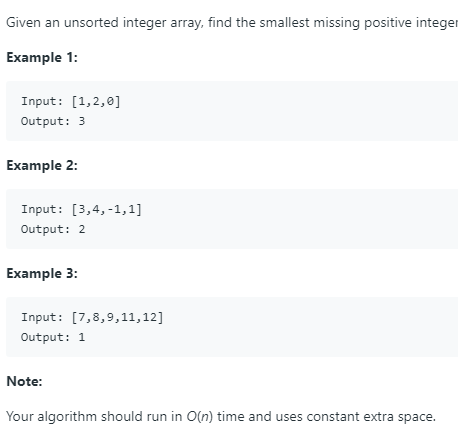 Given an unsorted integer array, find the smallest missing positive integer
Example 1:
Input: [1,2,0]
Output: 3
Example 2:
Input: [3,4,-1,1]
Output: 2
Example 3:
Input: [7,8,9,11,12]
Output: 1
Note:
Your algorithm should run in O(n) time and uses constant extra space.